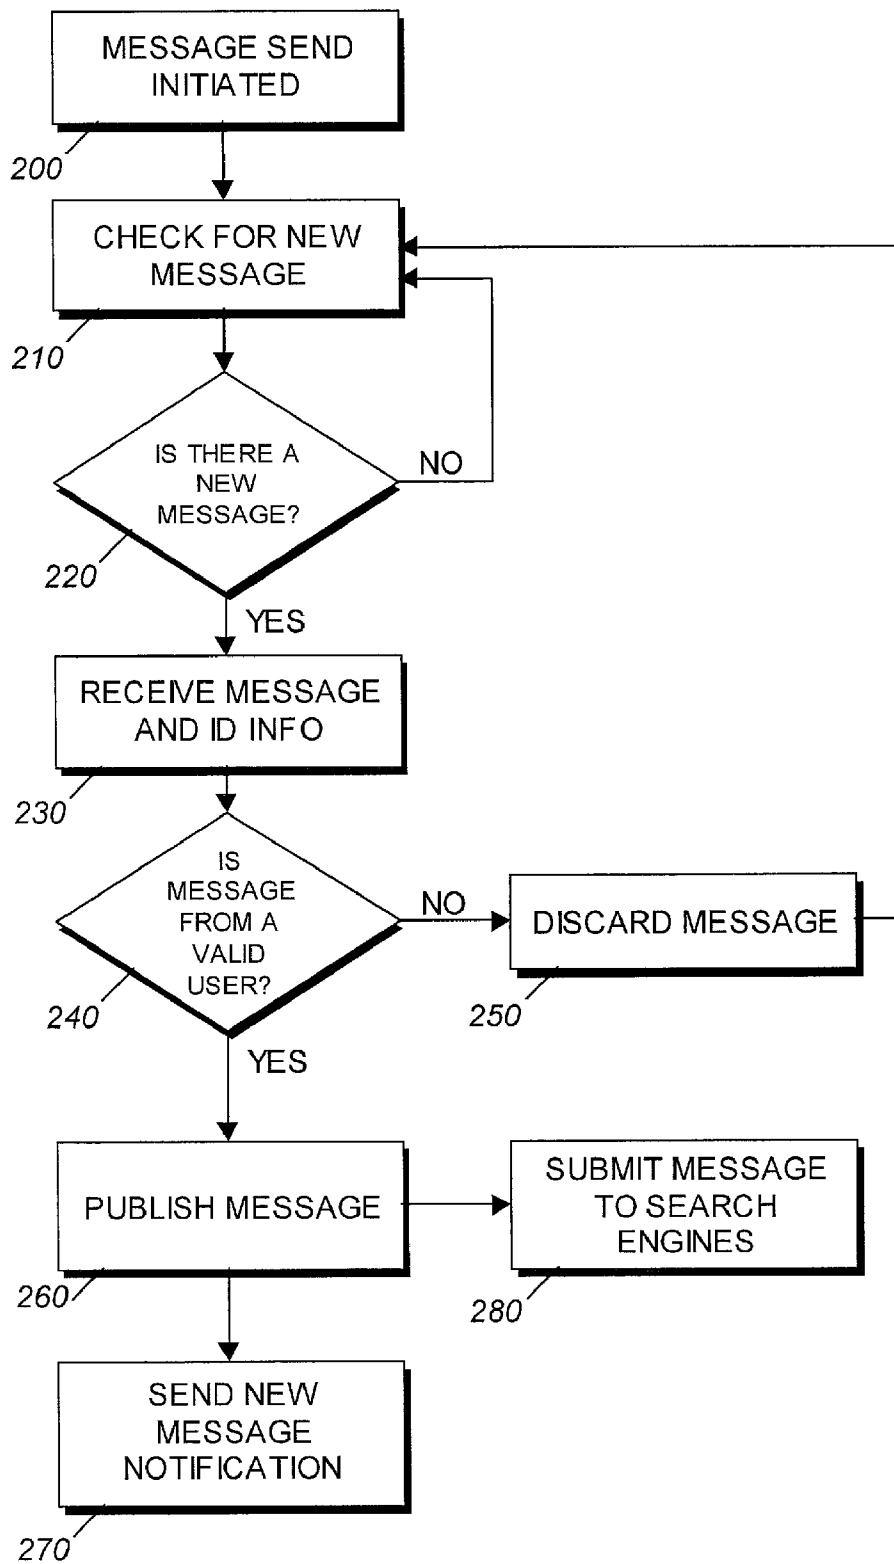 MESSAGE SEND
INITIATED
200
CHECK FOR NEW
MESSAGE
210
IS THERE A
NEW
MESSAGE?
NO
220
YES
RECEIVE MESSAGE
AND ID INFO
230
IS
MESSAGE
FROM A
VALID
USER?
NO
240
DISCARD MESSAGE
250
YES
PUBLISH MESSAGE
260
SUBMIT MESSAGE
TO SEARCH
ENGINES
280
SEND NEW
MESSAGE
NOTIFICATION
270